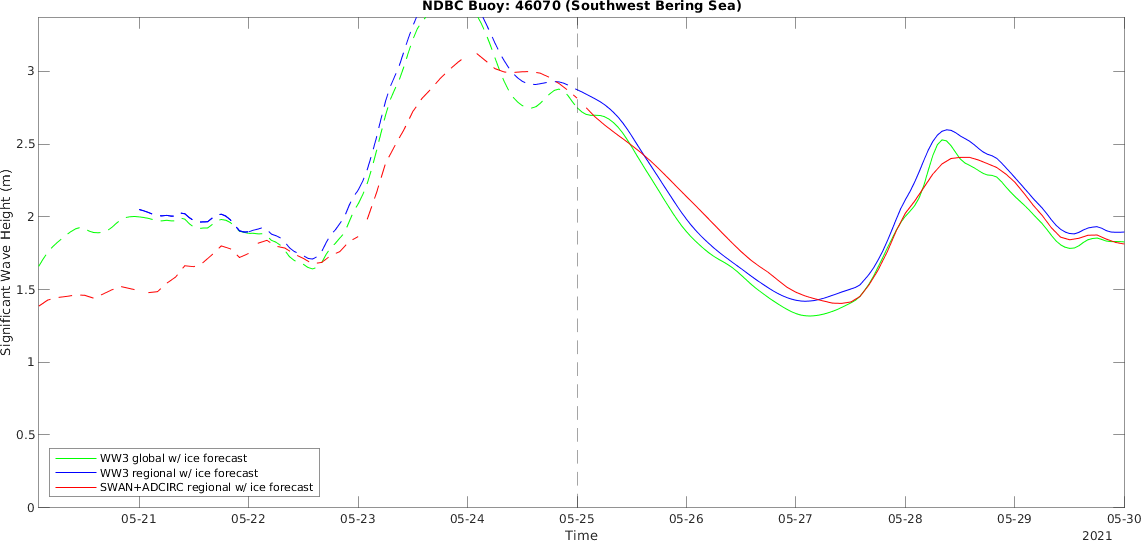 NDBC Buoy: 46070 (Southwest Bering Sea)
Significant Wave Height (m)
3
2.5
2
1.5
1
0.5
0
WW3 global w/ ice forecast
WW3 regional w/ ice forecast
SWAN+ADCIRC regional w/ ice forecast
05-21 05-22 05-23 05-24 05-25 05-26 05-27 05-28 05-29 05-30
Time
2021